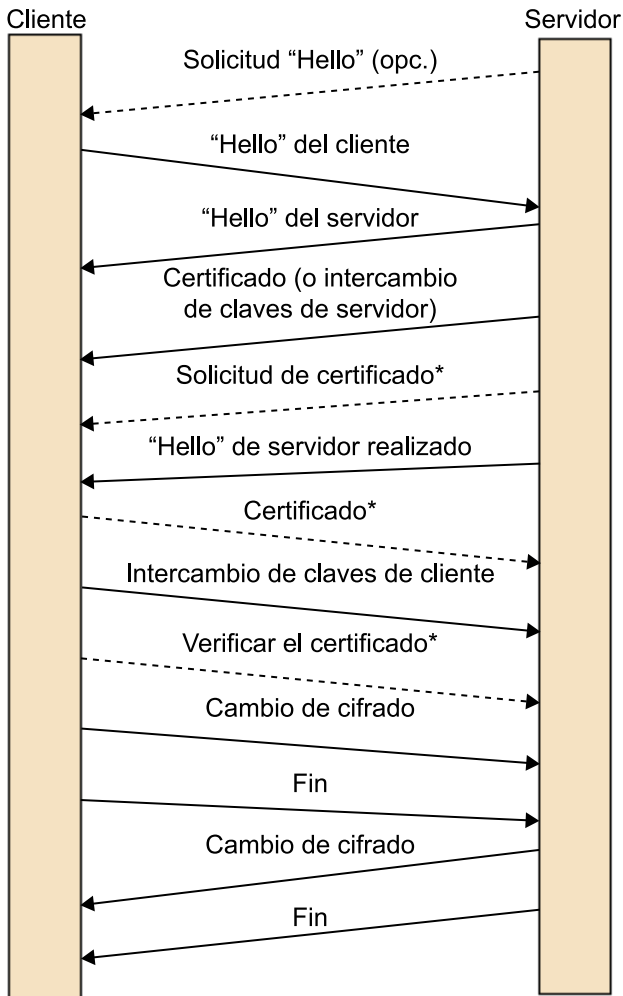 Cliente
Servidor
Solicitud “Hello” (opc.)
“Hello” del cliente
“Hello” del servidor
Certificado (o intercambio
de claves de servidor)
Solicitud de certificado*
“Hello” de servidor realizado
Certificado*
Intercambio de claves de cliente
Verificar el certificado*
Cambio de cifrado
Fin
Cambio de cifrado
Fin